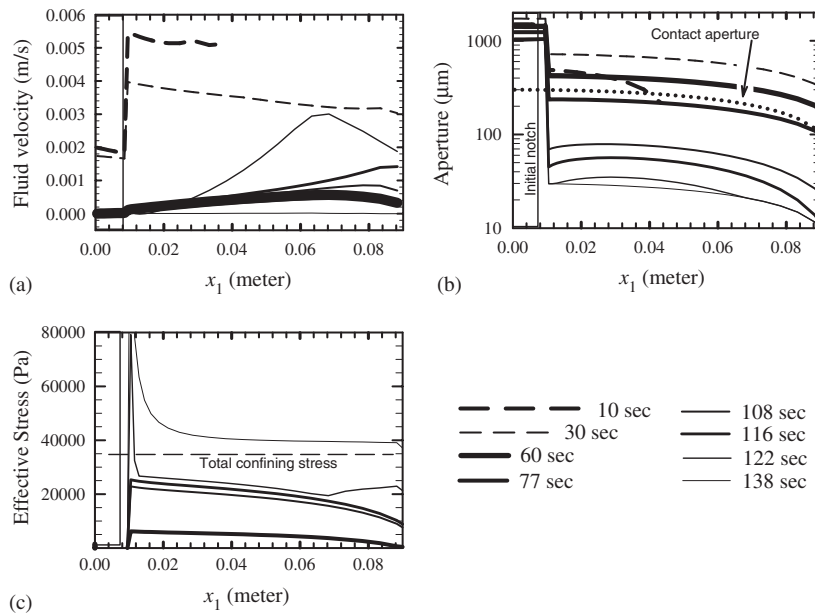 0.006
0.005
0.004
0.003
0.002
0.001
0.000
Fluid velocity (m/s)
0.00 0.02 0.04 0.06 0.08
x1 (meter)
(a)
1000
100
10
Aperture (μm)
Contact aperture
Initial notch
0.00 0.02 0.04 0.06 0.08
x1 (meter)
(b)
80000
60000
40000
20000
Effective Stress (Pa)
Total confining stress
0.00 0.02 0.04 0.06 0.08
x1 (meter)
(c)
10 sec
30 sec
60 sec
77 sec
108 sec
116 sec
122 sec
138 sec